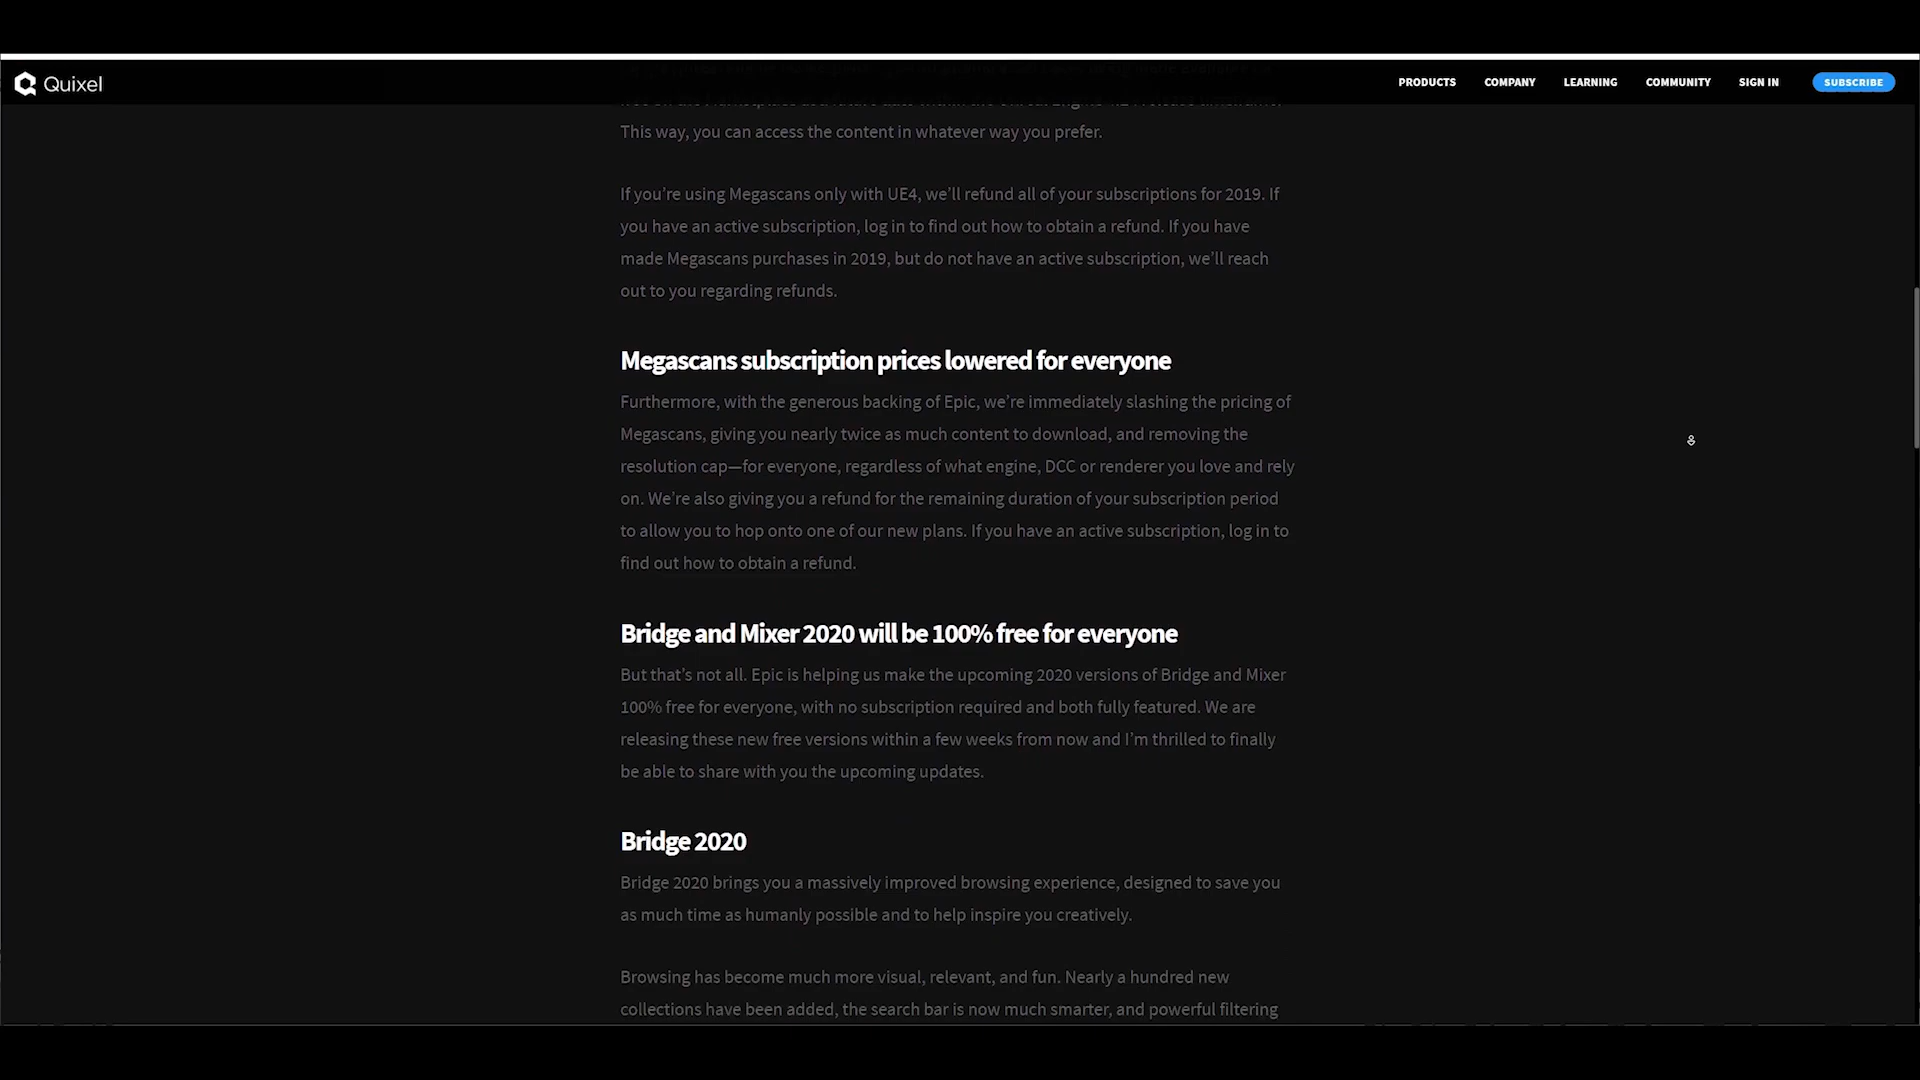 Quixel
PRODUCTS
COMPANY
LEARNING
COMMUNITY
SIGN IN
SUBSCRIBE
This way, you can access the content in whatever way you prefer.
If you’re using Megascans only with UE4, we’ll refund all of your subscriptions for 2019. If
you have an active subscription, log in to find out how to obtain a refund. If you have
made Megascans purchases in 2019, but do not have an active subscription, we’ll reach
out to you regarding refunds.
Megascans subscription prices lowered for everyone
Furthermore, with the generous backing of Epic, we’re immediately slashing the pricing of
Megascans, giving you nearly twice as much content to download, and removing the
resolution cap—for everyone, regardless of what engine, DCC or renderer you love and rely
on. We’re also giving you a refund for the remaining duration of your subscription period
to allow you to hop onto one of our new plans. If you have an active subscription, log in to
find out how to obtain a refund.
Bridge and Mixer 2020 will be 100% free for everyone
But that’s not all. Epic is helping us make the upcoming 2020 versions of Bridge and Mixer
100% free for everyone, with no subscription required and both fully featured. We are
releasing these new free versions within a few weeks from now and I’m thrilled to finally
be able to share with you the upcoming updates.
Bridge 2020
Bridge 2020 brings you a massively improved browsing experience, designed to save you
as much time as humanly possible and to help inspire you creatively.
Browsing has become much more visual, relevant, and fun. Nearly a hundred new
collections have been added, the search bar is now much smarter, and powerful filtering